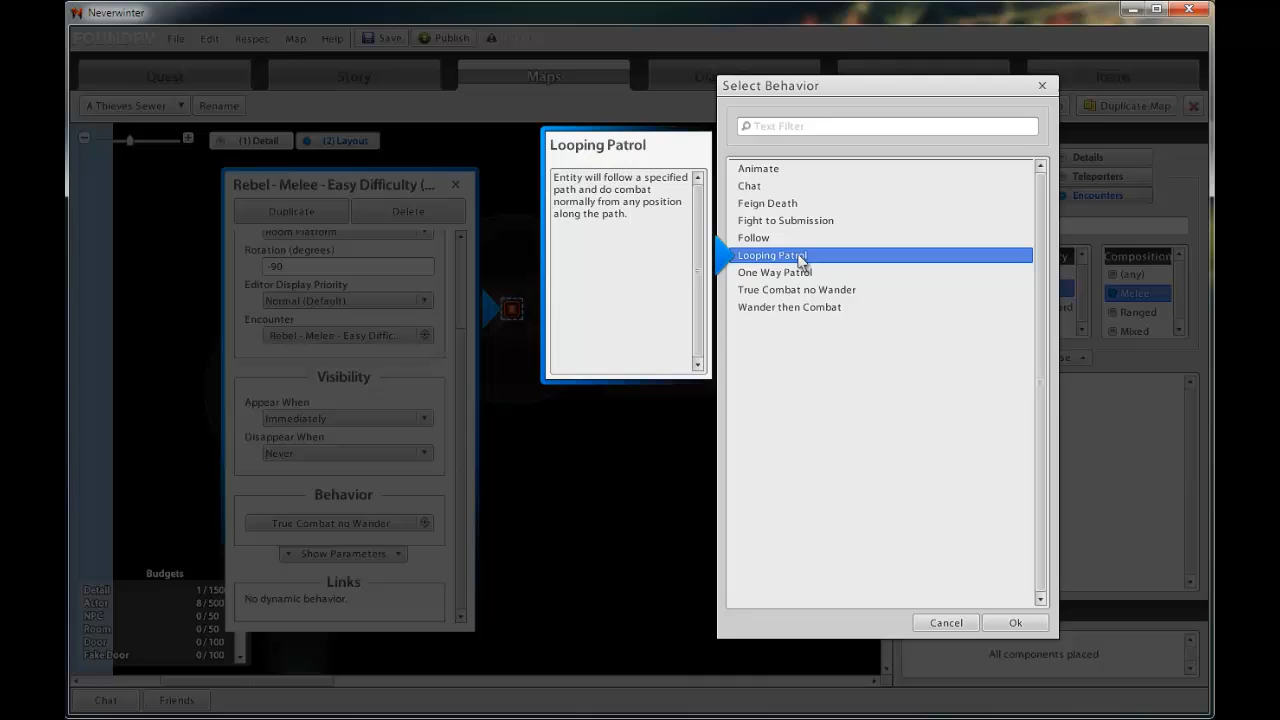 Neverwinter
FOUNDRY
File
Edit
Respec
Map
Help
Save
Publish
Quest
Story
Maps
Items
A Thieves Sewer
Rename
Duplicate Map
(1) Detail
(2) Layout
Rebel - Melee - Easy Difficulty (...
Duplicate
Delete
Room Platform
Rotation (degrees)
-90
Editor Display Priority
Normal (Default)
Encounter
Rebel - Melee - Easy Diffic...
Visibility
Appear When
Immediately
Disappear When
Never
Behavior
True Combat no Wander
Show Parameters
Links
No dynamic behavior.
Budgets
Detail 1/150
Actor 8/500
NPC 0/50
Room 0/50
Door 0/100
FakeDoor 0/100
Looping Patrol
Entity will follow a specified
path and do combat
normally from any position
along the path.
Select Behavior
Text Filter
Animate
Chat
Feign Death
Fight to Submission
Follow
Looping Patrol
One Way Patrol
True Combat no Wander
Wander then Combat
Cancel
Ok
Details
Teleporters
Encounters
Composition
(any)
Melee
Ranged
Mixed
All components placed
Chat
Friends